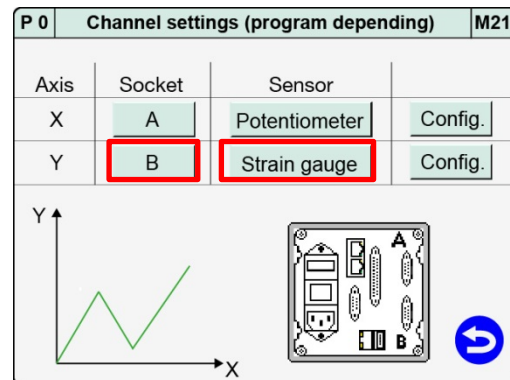 P 0 Channel settings (program depending) M21
Axis Socket Sensor
X A Potentiometer Config.
Y B Strain gauge Config.
Y
A
B
X